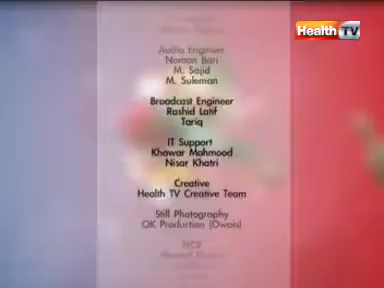 Health TV
Audio Engineer
Noman Bari
M. Sajid
M. Suleman
Broadcast Engineer
Rashid Latif
Tariq
IT Support
Khawar Mahmood
Nisar Khatri
Creative
Health TV Creative Team
Still Photography
OK Production (Owais)
MCR